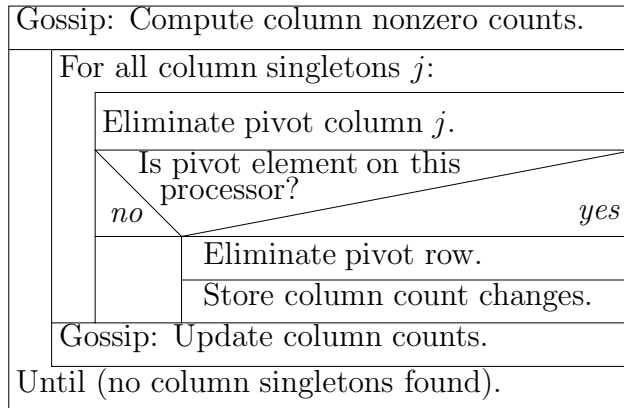 Gossip: Compute column nonzero counts.
For all column singletons j:
Eliminate pivot column j.
Is pivot element on this
processor?
no
yes
Eliminate pivot row.
Store column count changes.
Gossip: Update column counts.
Until (no column singletons found).